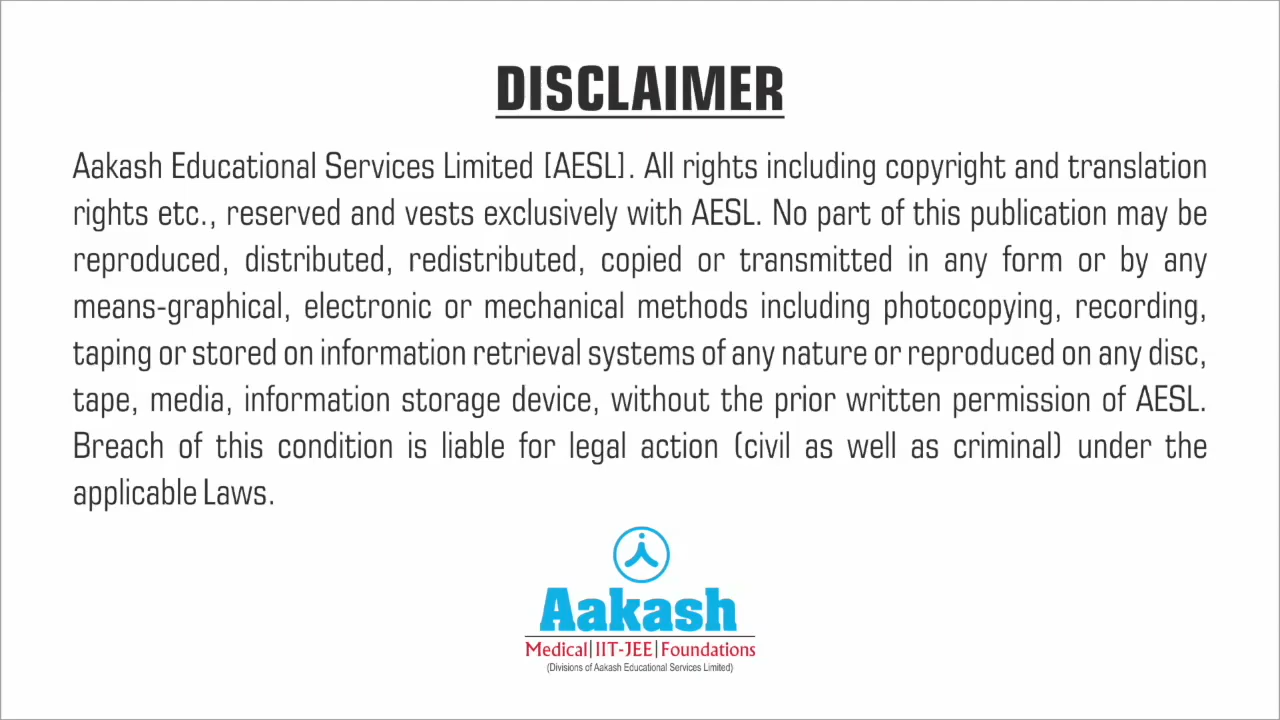 DISCLAIMER
Aakash Educational Services Limited [AESL]. All rights including copyright and translation
rights etc., reserved and vests exclusively with AESL. No part of this publication may be
reproduced, distributed, redistributed, copied or transmitted in any form or by any
means-graphical, electronic or mechanical methods including photocopying, recording,
taping or stored on information retrieval systems of any nature or reproduced on any disc,
tape, media, information storage device, without the prior written permission of AESL.
Breach of this condition is liable for legal action (civil as well as criminal) under the
applicable Laws.
Aakash
Medical|IIT-JEE|Foundations
(Divisions of Aakash Educational Services Limited)